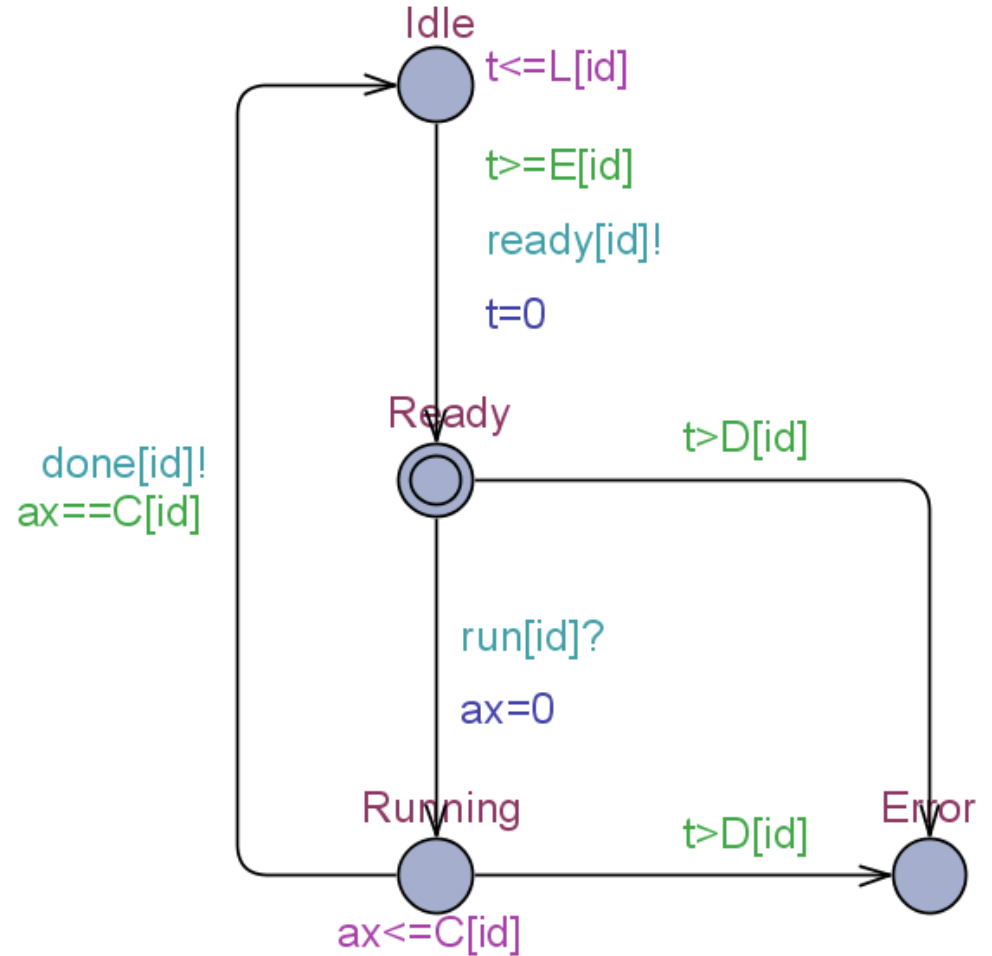 Idle
t<=L[id]
t>=E[id]
ready[id]!
t=0
Ready
t>D[id]
done[id]!
ax==C[id]
run[id]?
ax=0
Running
Error
t>D[id]
ax<=C[id]